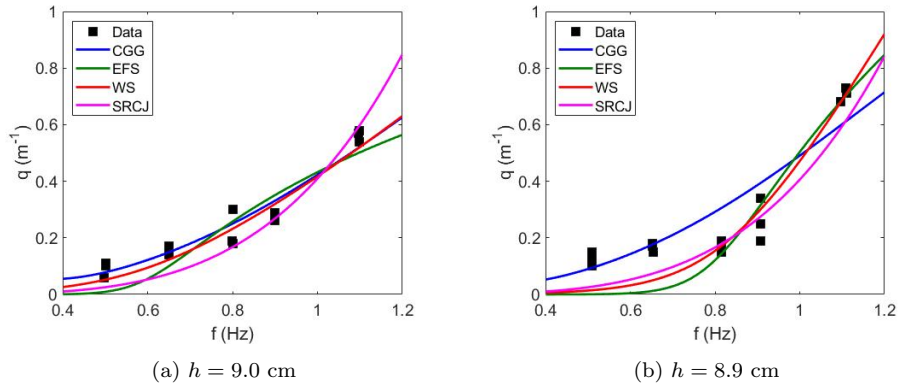 Data
CGG
EFS
WS
SRCJ
1
0.8
0.6
0.4
0.2
0
q (m⁻¹)
0.4 0.6 0.8 1 1.2
f (Hz)
(a) h = 9.0 cm
Data
CGG
EFS
WS
SRCJ
1
0.8
0.6
0.4
0.2
0
q (m⁻¹)
0.4 0.6 0.8 1 1.2
f (Hz)
(b) h = 8.9 cm